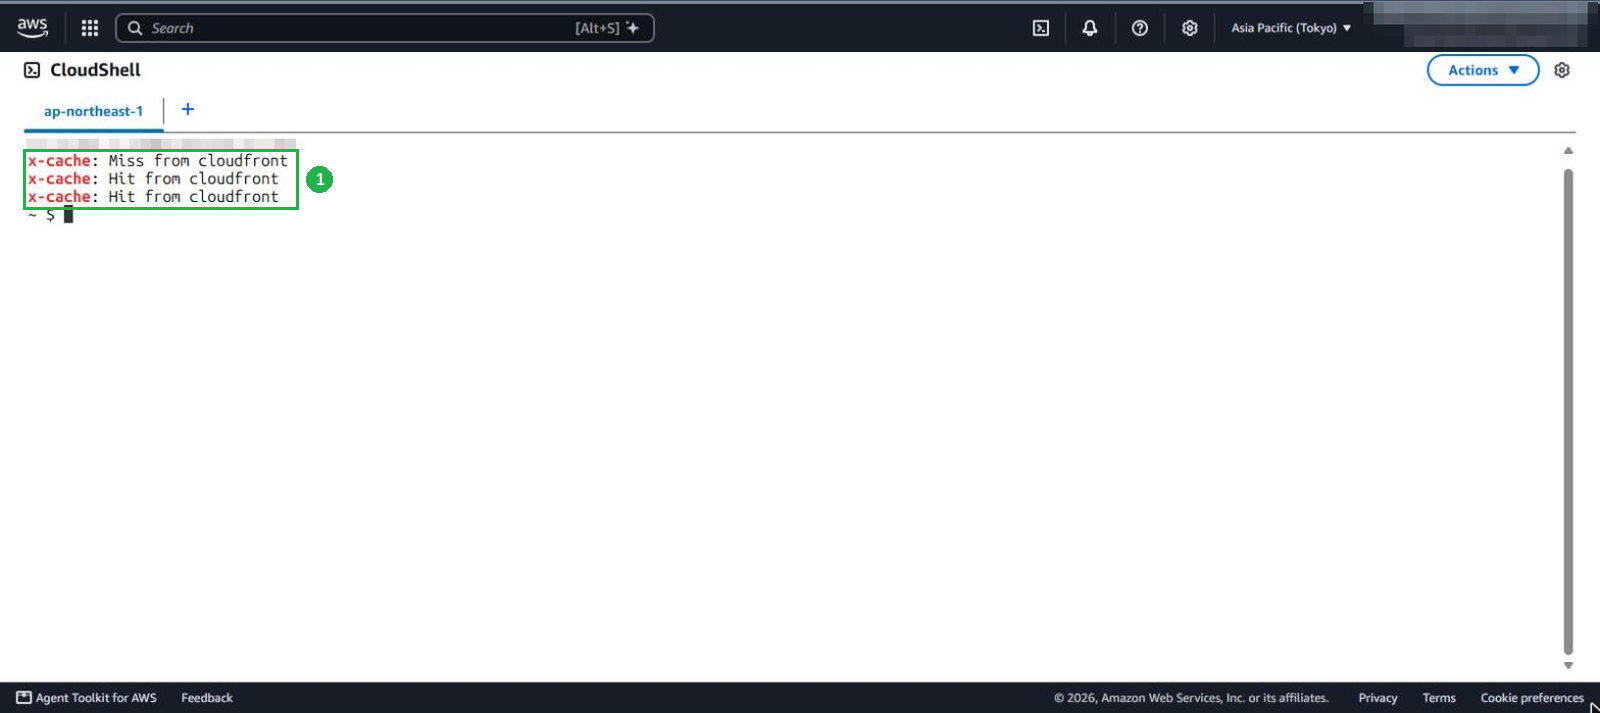 aws
Search
[Alt+S]
Asia Pacific (Tokyo)
CloudShell
Actions
ap-northeast-1
+
x-cache: Miss from cloudfront
x-cache: Hit from cloudfront
1
x-cache: Hit from cloudfront
~ $
Agent Toolkit for AWS
Feedback
© 2026, Amazon Web Services, Inc. or its affiliates.
Privacy
Terms
Cookie preferences